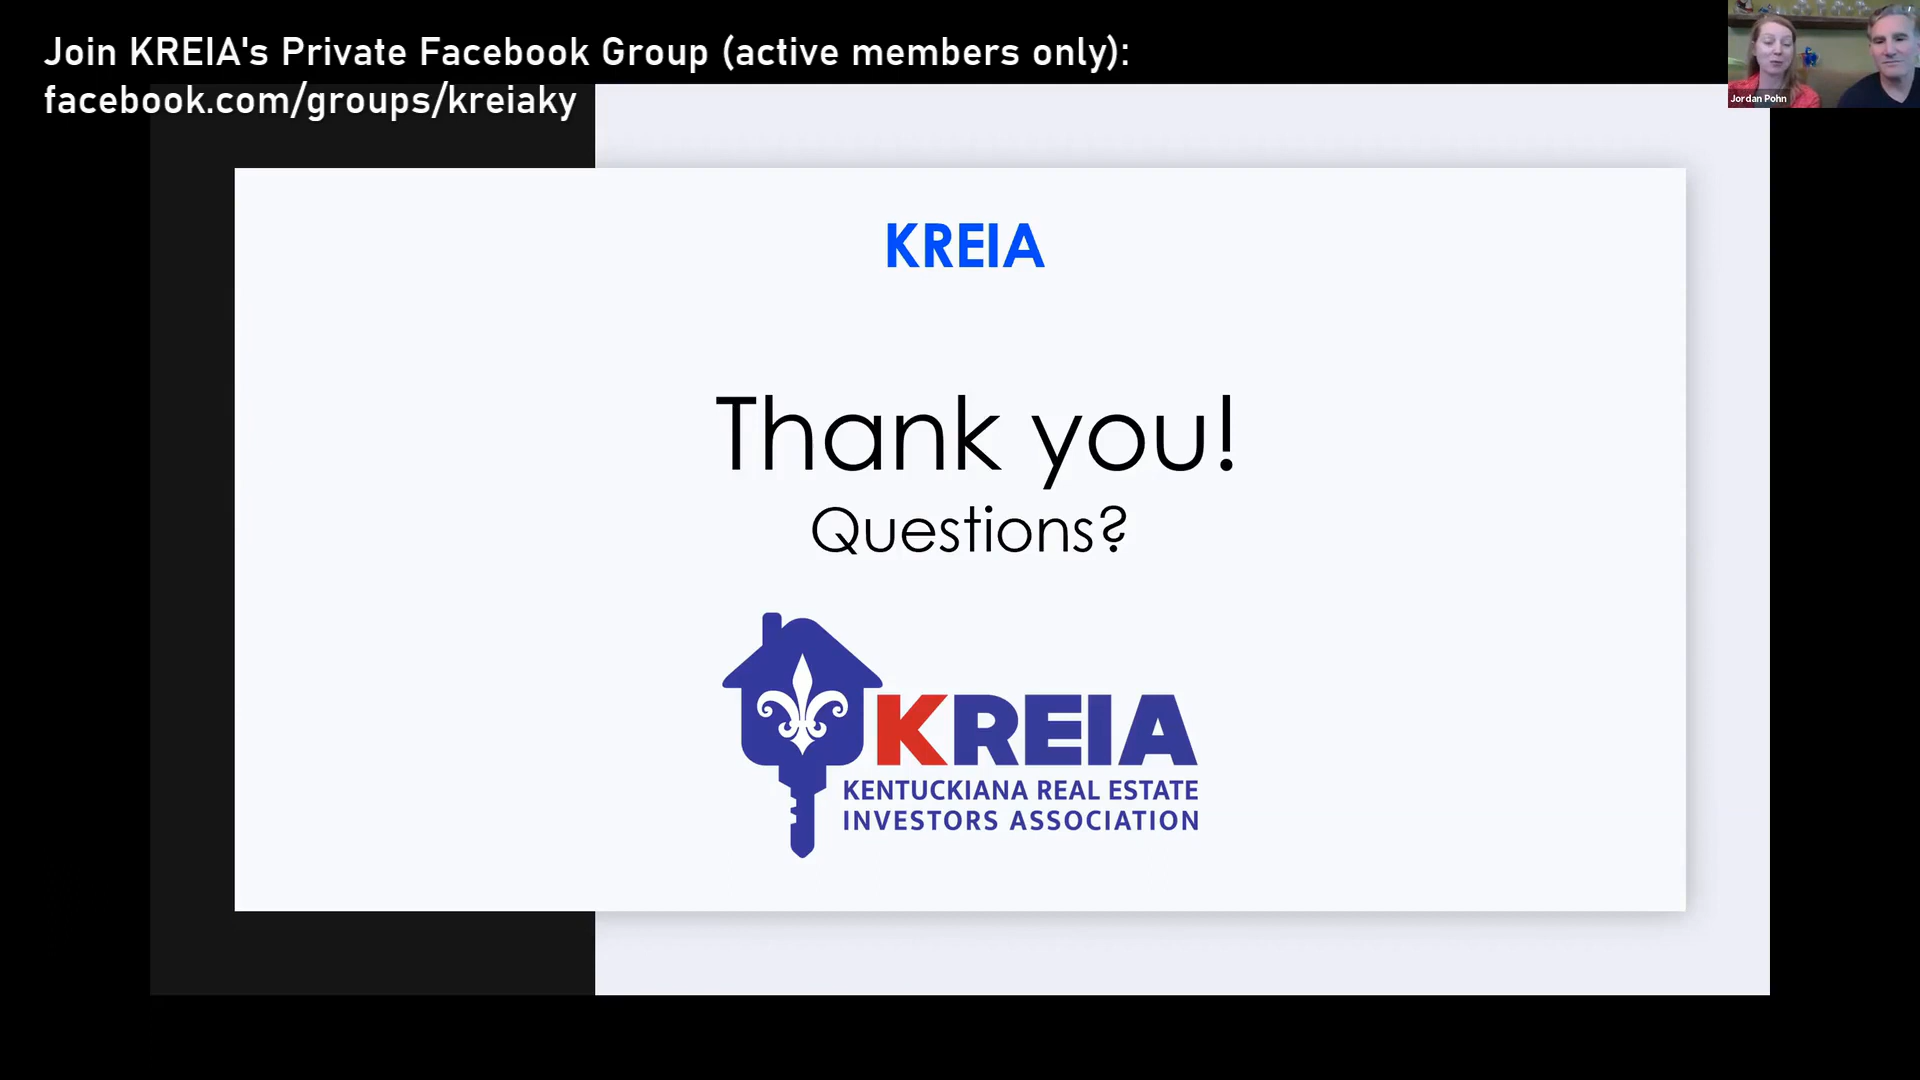 Join KREIA's Private Facebook Group (active members only):
facebook.com/groups/kreiaky
Jordan Pohn
KREIA
Thank you!
Questions?
KREIA
KENTUCKIANA REAL ESTATE
INVESTORS ASSOCIATION